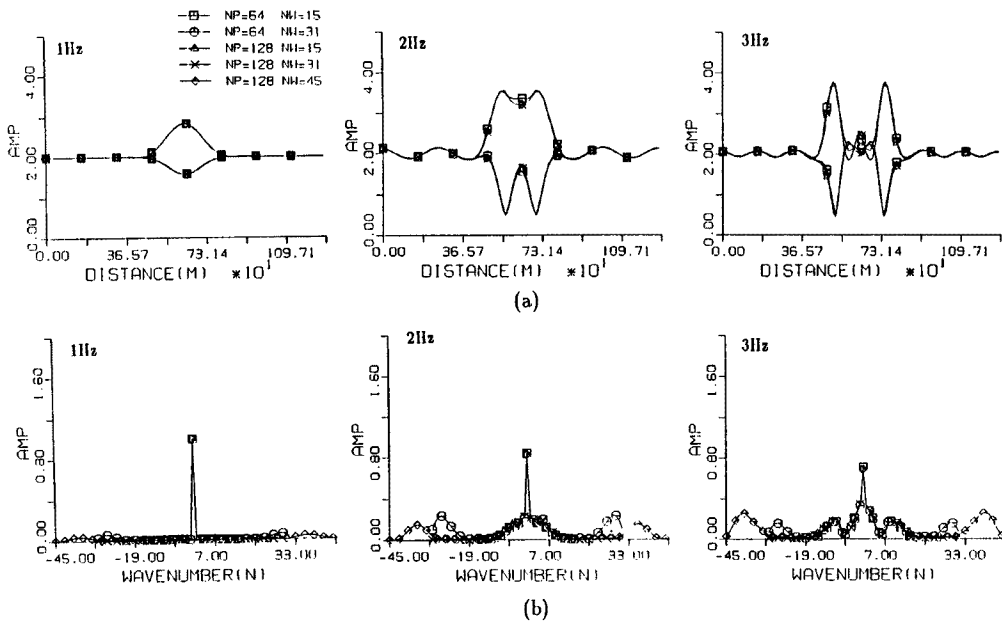 1Hz
NP=64 NW=15
NP=64 NW=31
NP=128 NW=15
NP=128 NW=31
NP=128 NW=45
AMP
0.00 2.00 4.00
0.00 36.57 73.14 109.71
DISTANCE(M) *10¹
2Hz
AMP
0.00 2.00 4.00
0.00 36.57 73.14 109.71
DISTANCE(M) *10¹
3Hz
AMP
0.00 2.00 4.00
0.00 36.57 73.14 109.71
DISTANCE(M) *10¹
(a)
1Hz
AMP
0.00 0.80 1.60
-45.00 -19.00 7.00 33.00
WAVENUMBER(N)
2Hz
AMP
0.00 0.80 1.60
-45.00 -19.00 7.00 33.00
WAVENUMBER(N)
3Hz
AMP
0.00 0.80 1.60
-45.00 -19.00 7.00 33.00
WAVENUMBER(N)
(b)